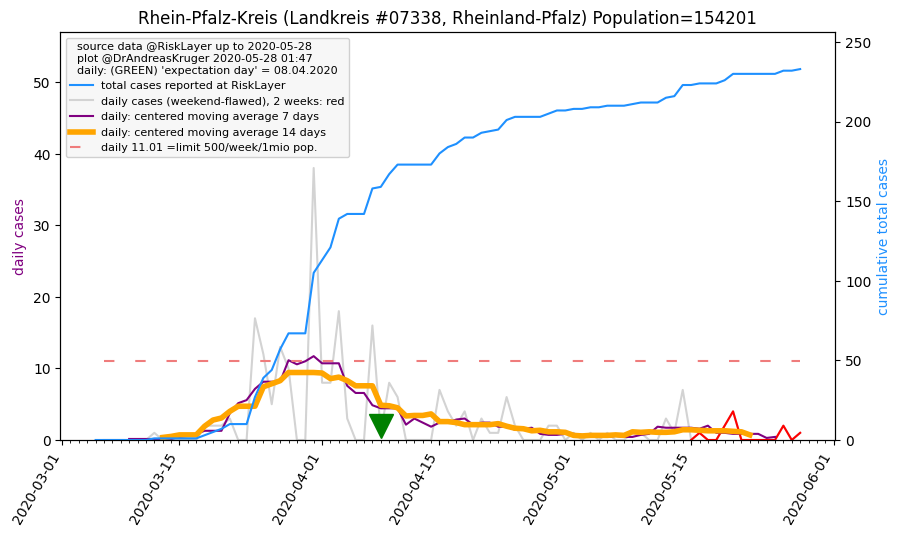 Rhein-Pfalz-Kreis (Landkreis #07338, Rheinland-Pfalz) Population=154201
source data @RiskLayer up to 2020-05-28
plot @DrAndreasKruger 2020-05-28 01:47
daily: (GREEN) 'expectation day' = 08.04.2020
total cases reported at RiskLayer
daily cases (weekend-flawed), 2 weeks: red
daily: centered moving average 7 days
daily: centered moving average 14 days
daily 11.01 =limit 500/week/1mio pop.
daily cases
50
40
30
20
10
0
cumulative total cases
250
200
150
100
50
0
2020-03-01
2020-03-15
2020-04-01
2020-04-15
2020-05-01
2020-05-15
2020-06-01